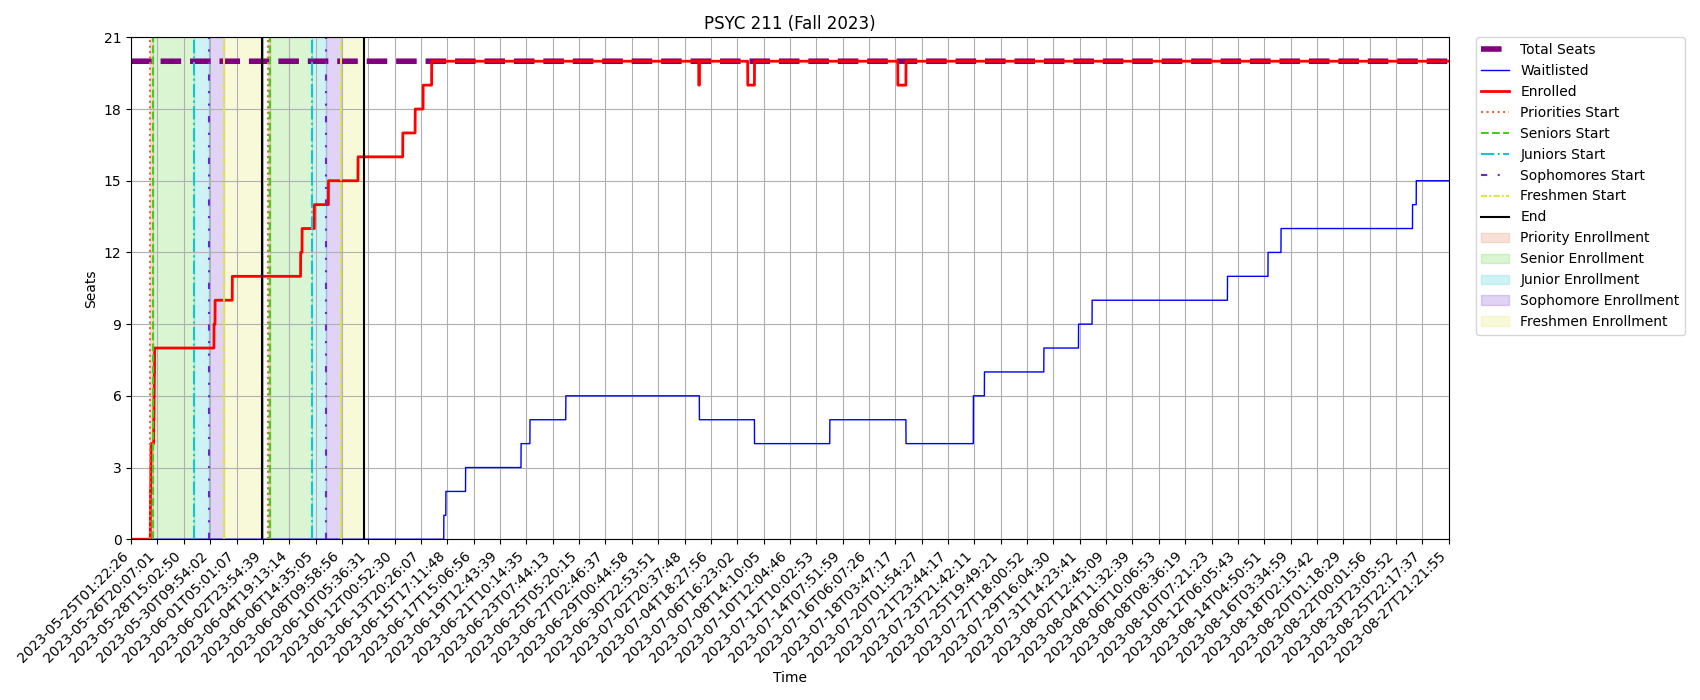 PSYC 211 (Fall 2023)
Seats
21
18
15
12
9
6
3
0
2023-05-25T01:22:26
2023-05-26T20:07:01
2023-05-28T15:02:50
2023-05-30T09:54:02
2023-06-01T05:01:07
2023-06-02T23:54:39
2023-06-04T19:13:14
2023-06-06T14:35:05
2023-06-08T09:58:56
2023-06-10T05:36:31
2023-06-12T00:52:30
2023-06-13T20:26:07
2023-06-15T17:11:48
2023-06-17T15:06:56
2023-06-19T12:43:39
2023-06-21T10:14:35
2023-06-23T07:44:13
2023-06-25T05:20:15
2023-06-27T02:46:37
2023-06-29T00:44:58
2023-06-30T22:53:51
2023-07-02T20:37:48
2023-07-04T18:27:56
2023-07-06T16:23:02
2023-07-08T14:10:05
2023-07-10T12:04:46
2023-07-12T10:02:53
2023-07-14T07:51:59
2023-07-16T06:07:26
2023-07-18T03:47:17
2023-07-20T01:54:27
2023-07-21T23:44:17
2023-07-23T21:42:11
2023-07-25T19:49:21
2023-07-27T18:00:52
2023-07-29T16:04:30
2023-07-31T14:23:41
2023-08-02T12:45:09
2023-08-04T11:32:39
2023-08-06T10:06:53
2023-08-08T08:36:19
2023-08-10T07:21:23
2023-08-12T06:05:43
2023-08-14T04:50:51
2023-08-16T03:34:59
2023-08-18T02:15:42
2023-08-20T01:18:29
2023-08-22T00:01:56
2023-08-23T23:05:52
2023-08-25T22:17:37
2023-08-27T21:21:55
Time
Total Seats
Waitlisted
Enrolled
Priorities Start
Seniors Start
Juniors Start
Sophomores Start
Freshmen Start
End
Priority Enrollment
Senior Enrollment
Junior Enrollment
Sophomore Enrollment
Freshmen Enrollment